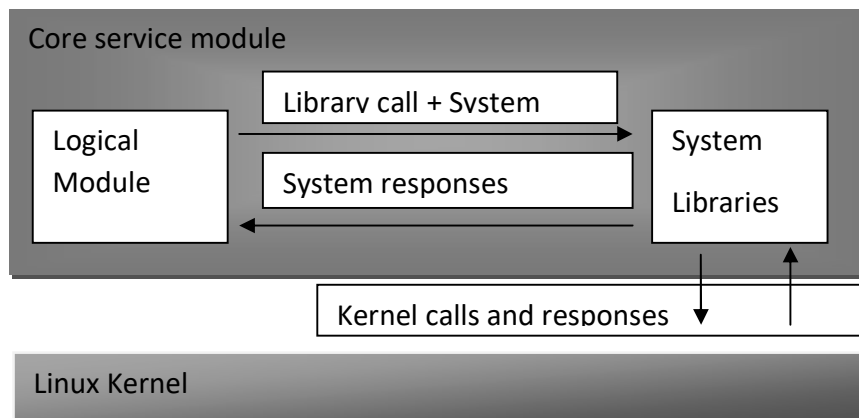 Core service module
Library call + System
Logical
Module
System
Libraries
System responses
Kernel calls and responses
Linux Kernel